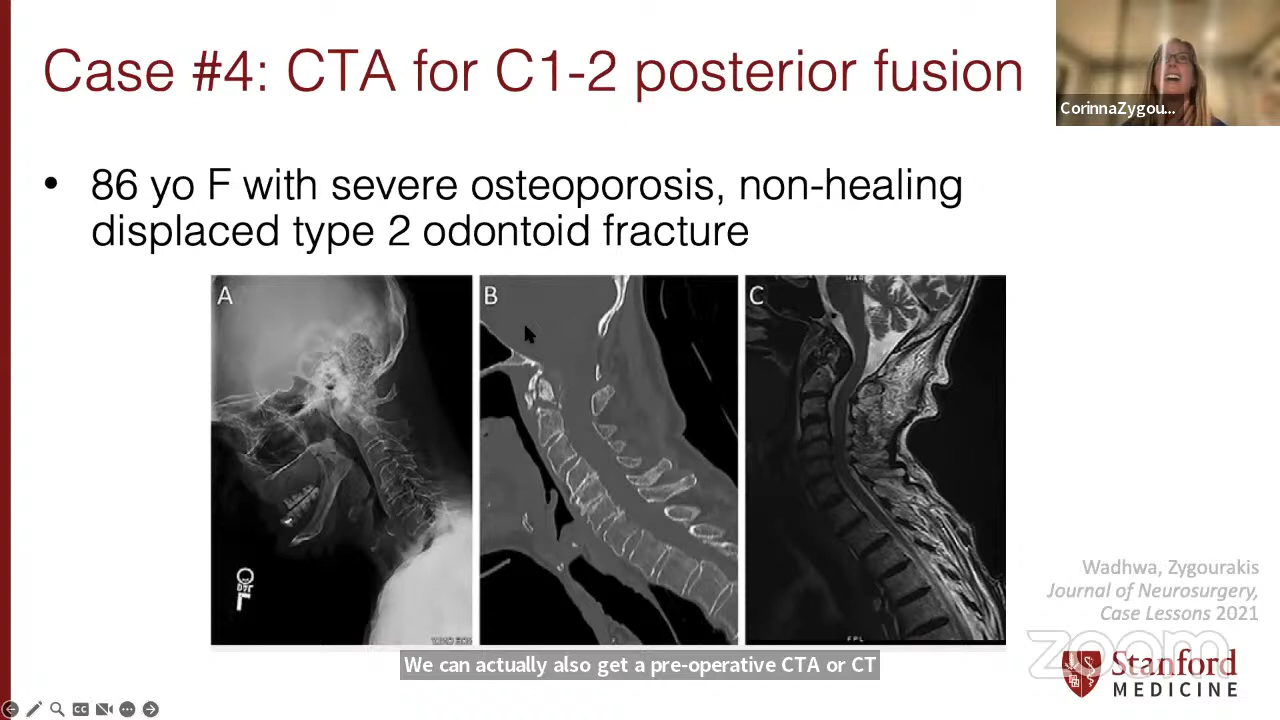 Case #4: CTA for C1-2 posterior fusion
CorinnaZygou...
• 86 yo F with severe osteoporosis, non-healing
displaced type 2 odontoid fracture
A
B
C
L
FPL
Wadhwa, Zygourakis
Journal of Neurosurgery,
Case Lessons 2021
zoom
We can actually also get a pre-operative CTA or CT
Stanford
MEDICINE
CC